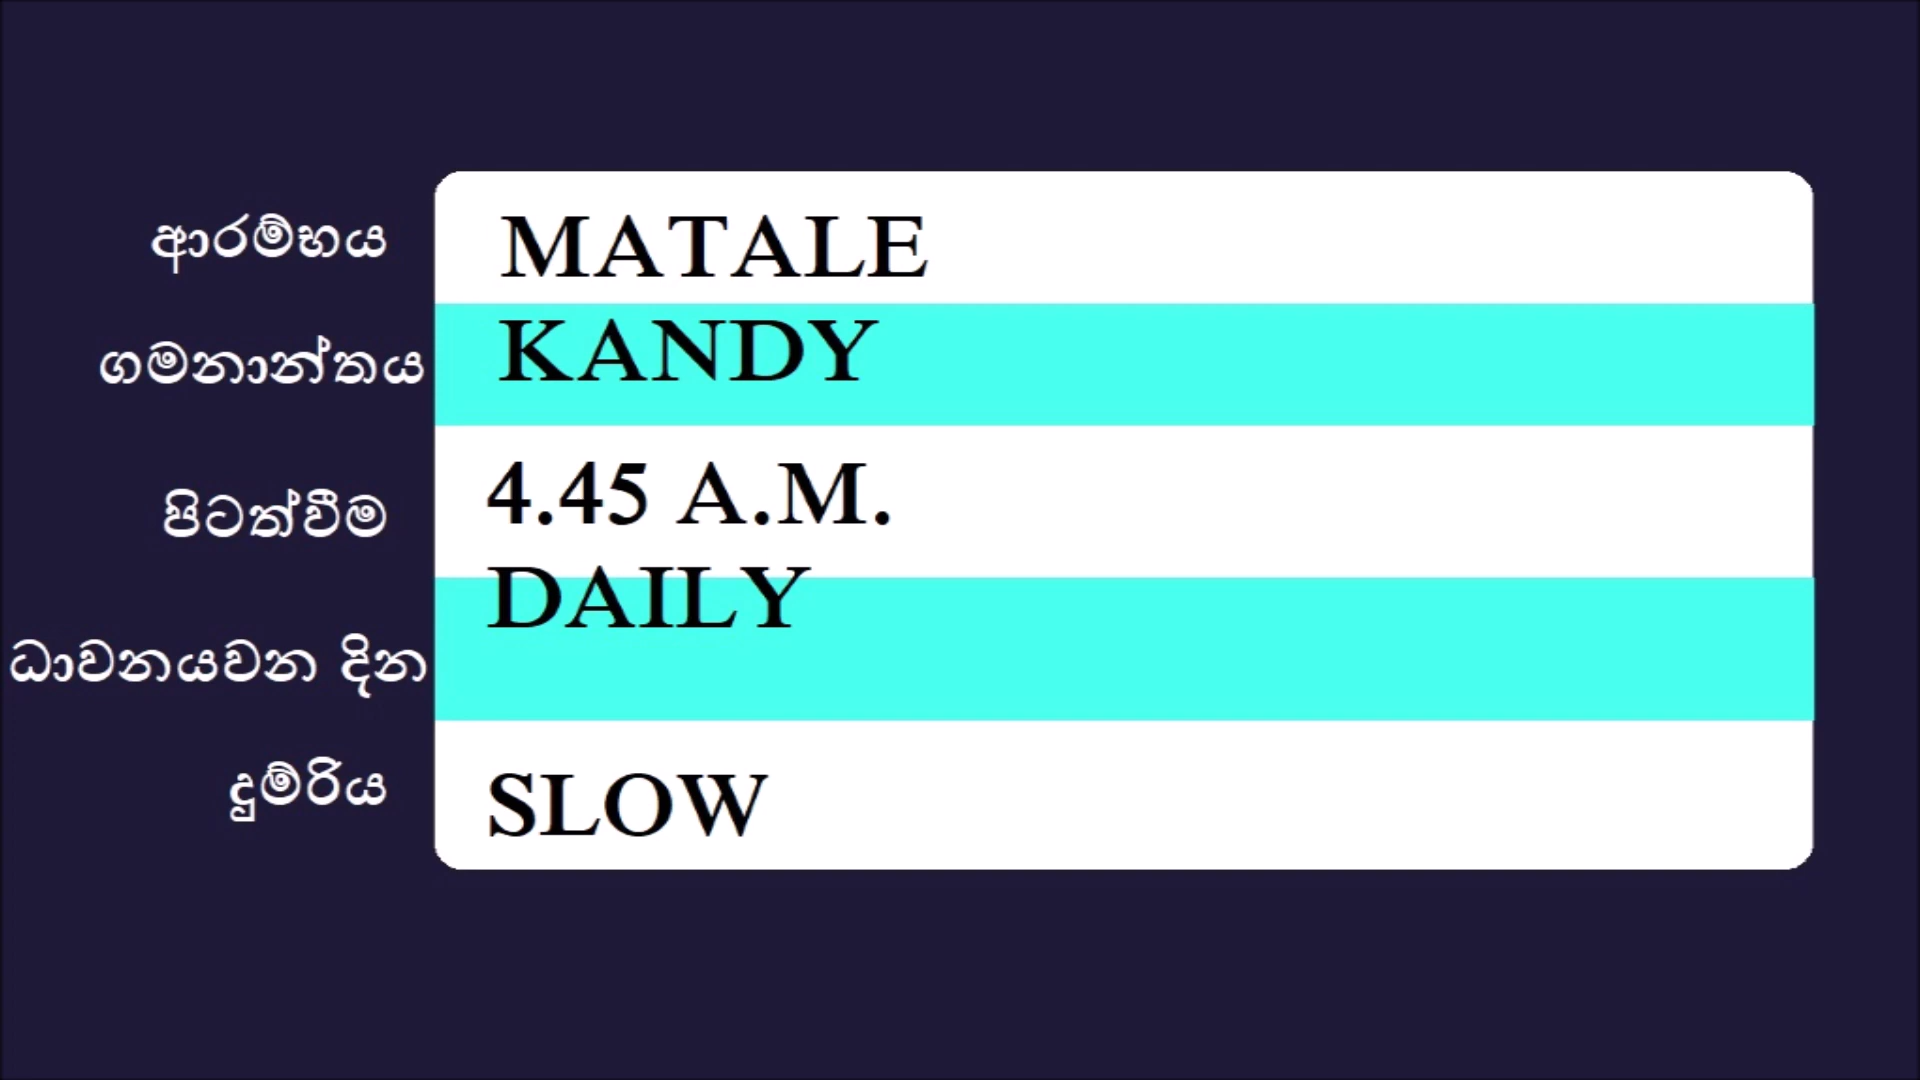 ආරම්භය MATALE
ගමනාන්තය KANDY
පිටත්වීම 4.45 A.M.
ධාවනයවන දින DAILY
දුම්රිය SLOW